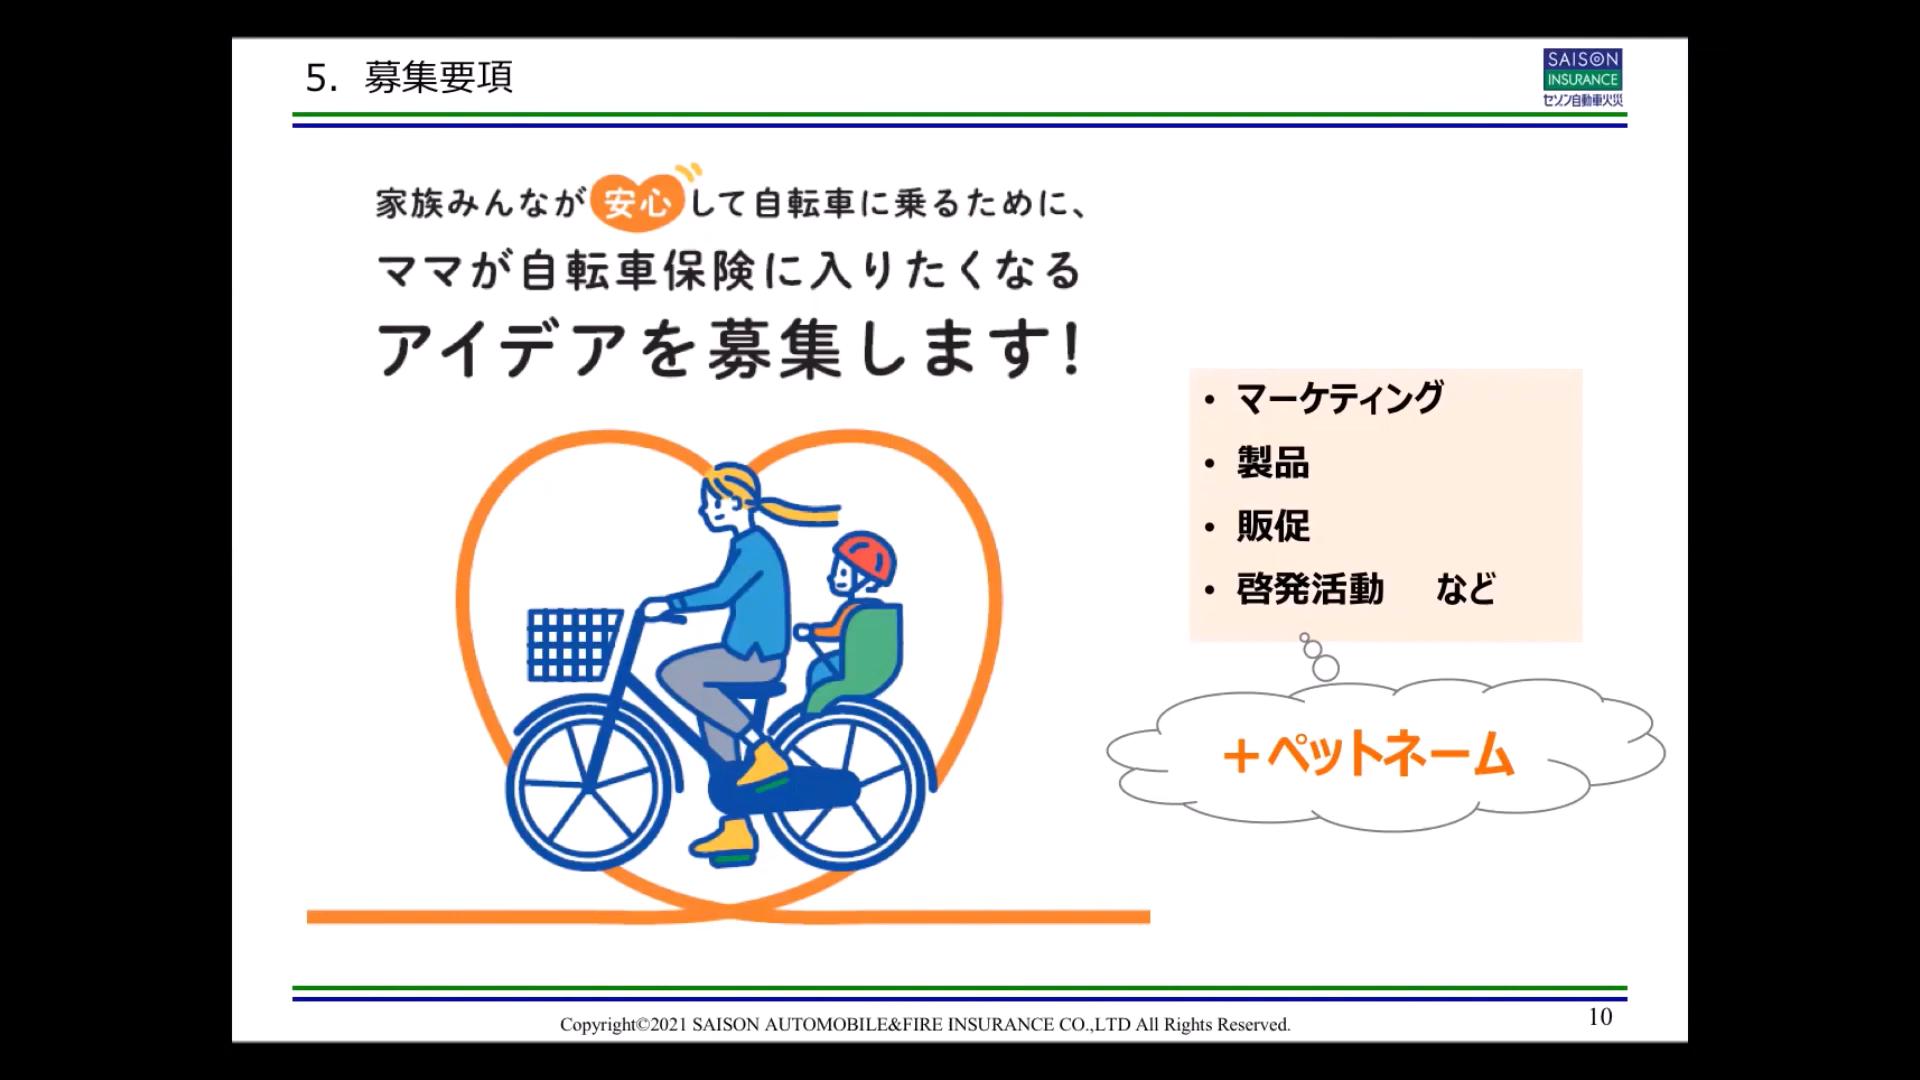 5. 募集要項
SAISON
INSURANCE
セゾン自動車火災
家族みんなが安心して自転車に乗るために、
ママが自転車保険に入りたくなる
アイデアを募集します!
• マーケティング
• 製品
• 販促
• 啓発活動 など
＋ペットネーム
Copyright©2021 SAISON AUTOMOBILE&FIRE INSURANCE CO.,LTD All Rights Reserved.
10